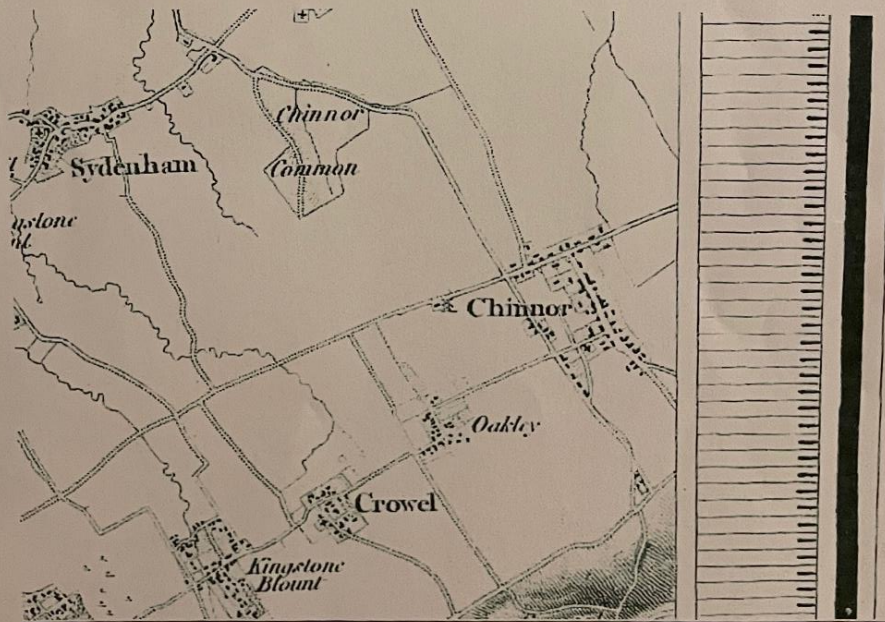 Chinnor
Common
Sydenham
Chinnor
Oakley
Crowel
Kingstone
Blount